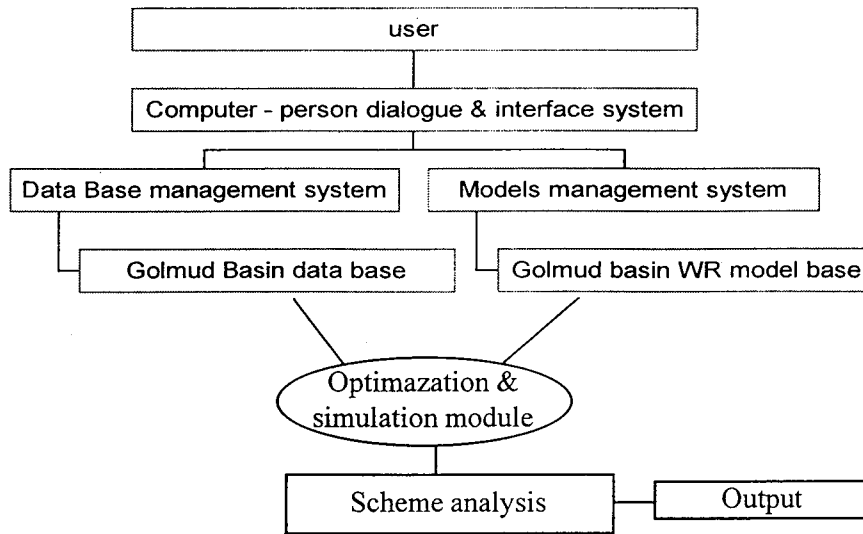 user
Computer - person dialogue & interface system
Data Base management system
Models management system
Golmud Basin data base
Golmud basin WR model base
Optimazation &
simulation module
Scheme analysis
Output